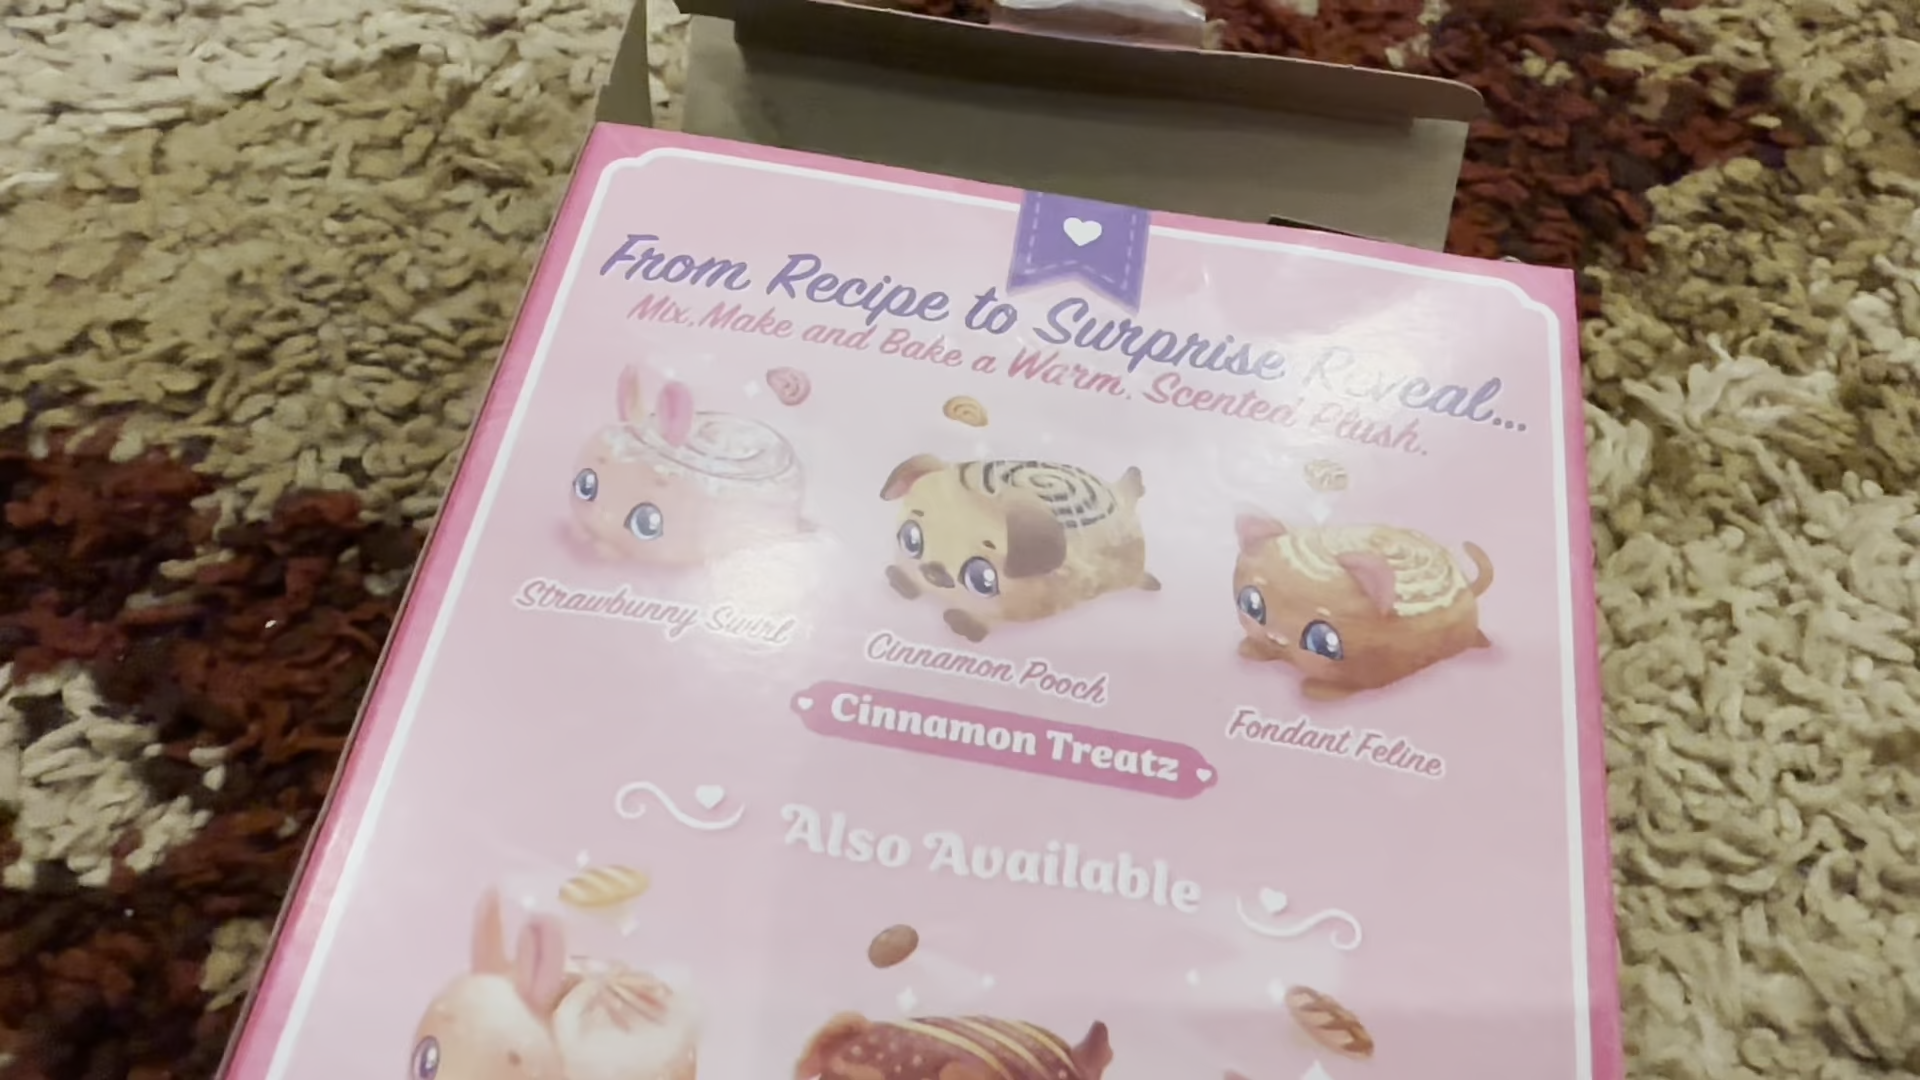 From Recipe to Surprise Reveal...
Mix, Make and Bake a Warm, Scented Plush.
Strawbunny Swirl
Cinnamon Pooch
Fondant Feline
Cinnamon Treatz
Also Available